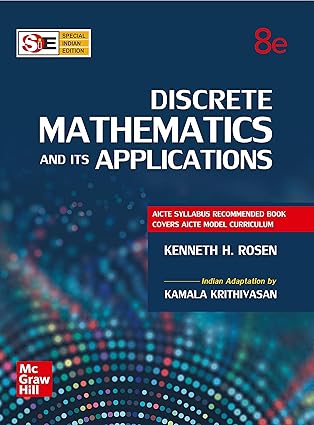 SIE
SPECIAL
INDIAN
EDITION
8e
DISCRETE
MATHEMATICS
AND ITS APPLICATIONS
AICTE SYLLABUS RECOMMENDED BOOK
COVERS AICTE MODEL CURRICULUM
KENNETH H. ROSEN
Indian Adaptation by
KAMALA KRITHIVASAN
Mc
Graw
Hill